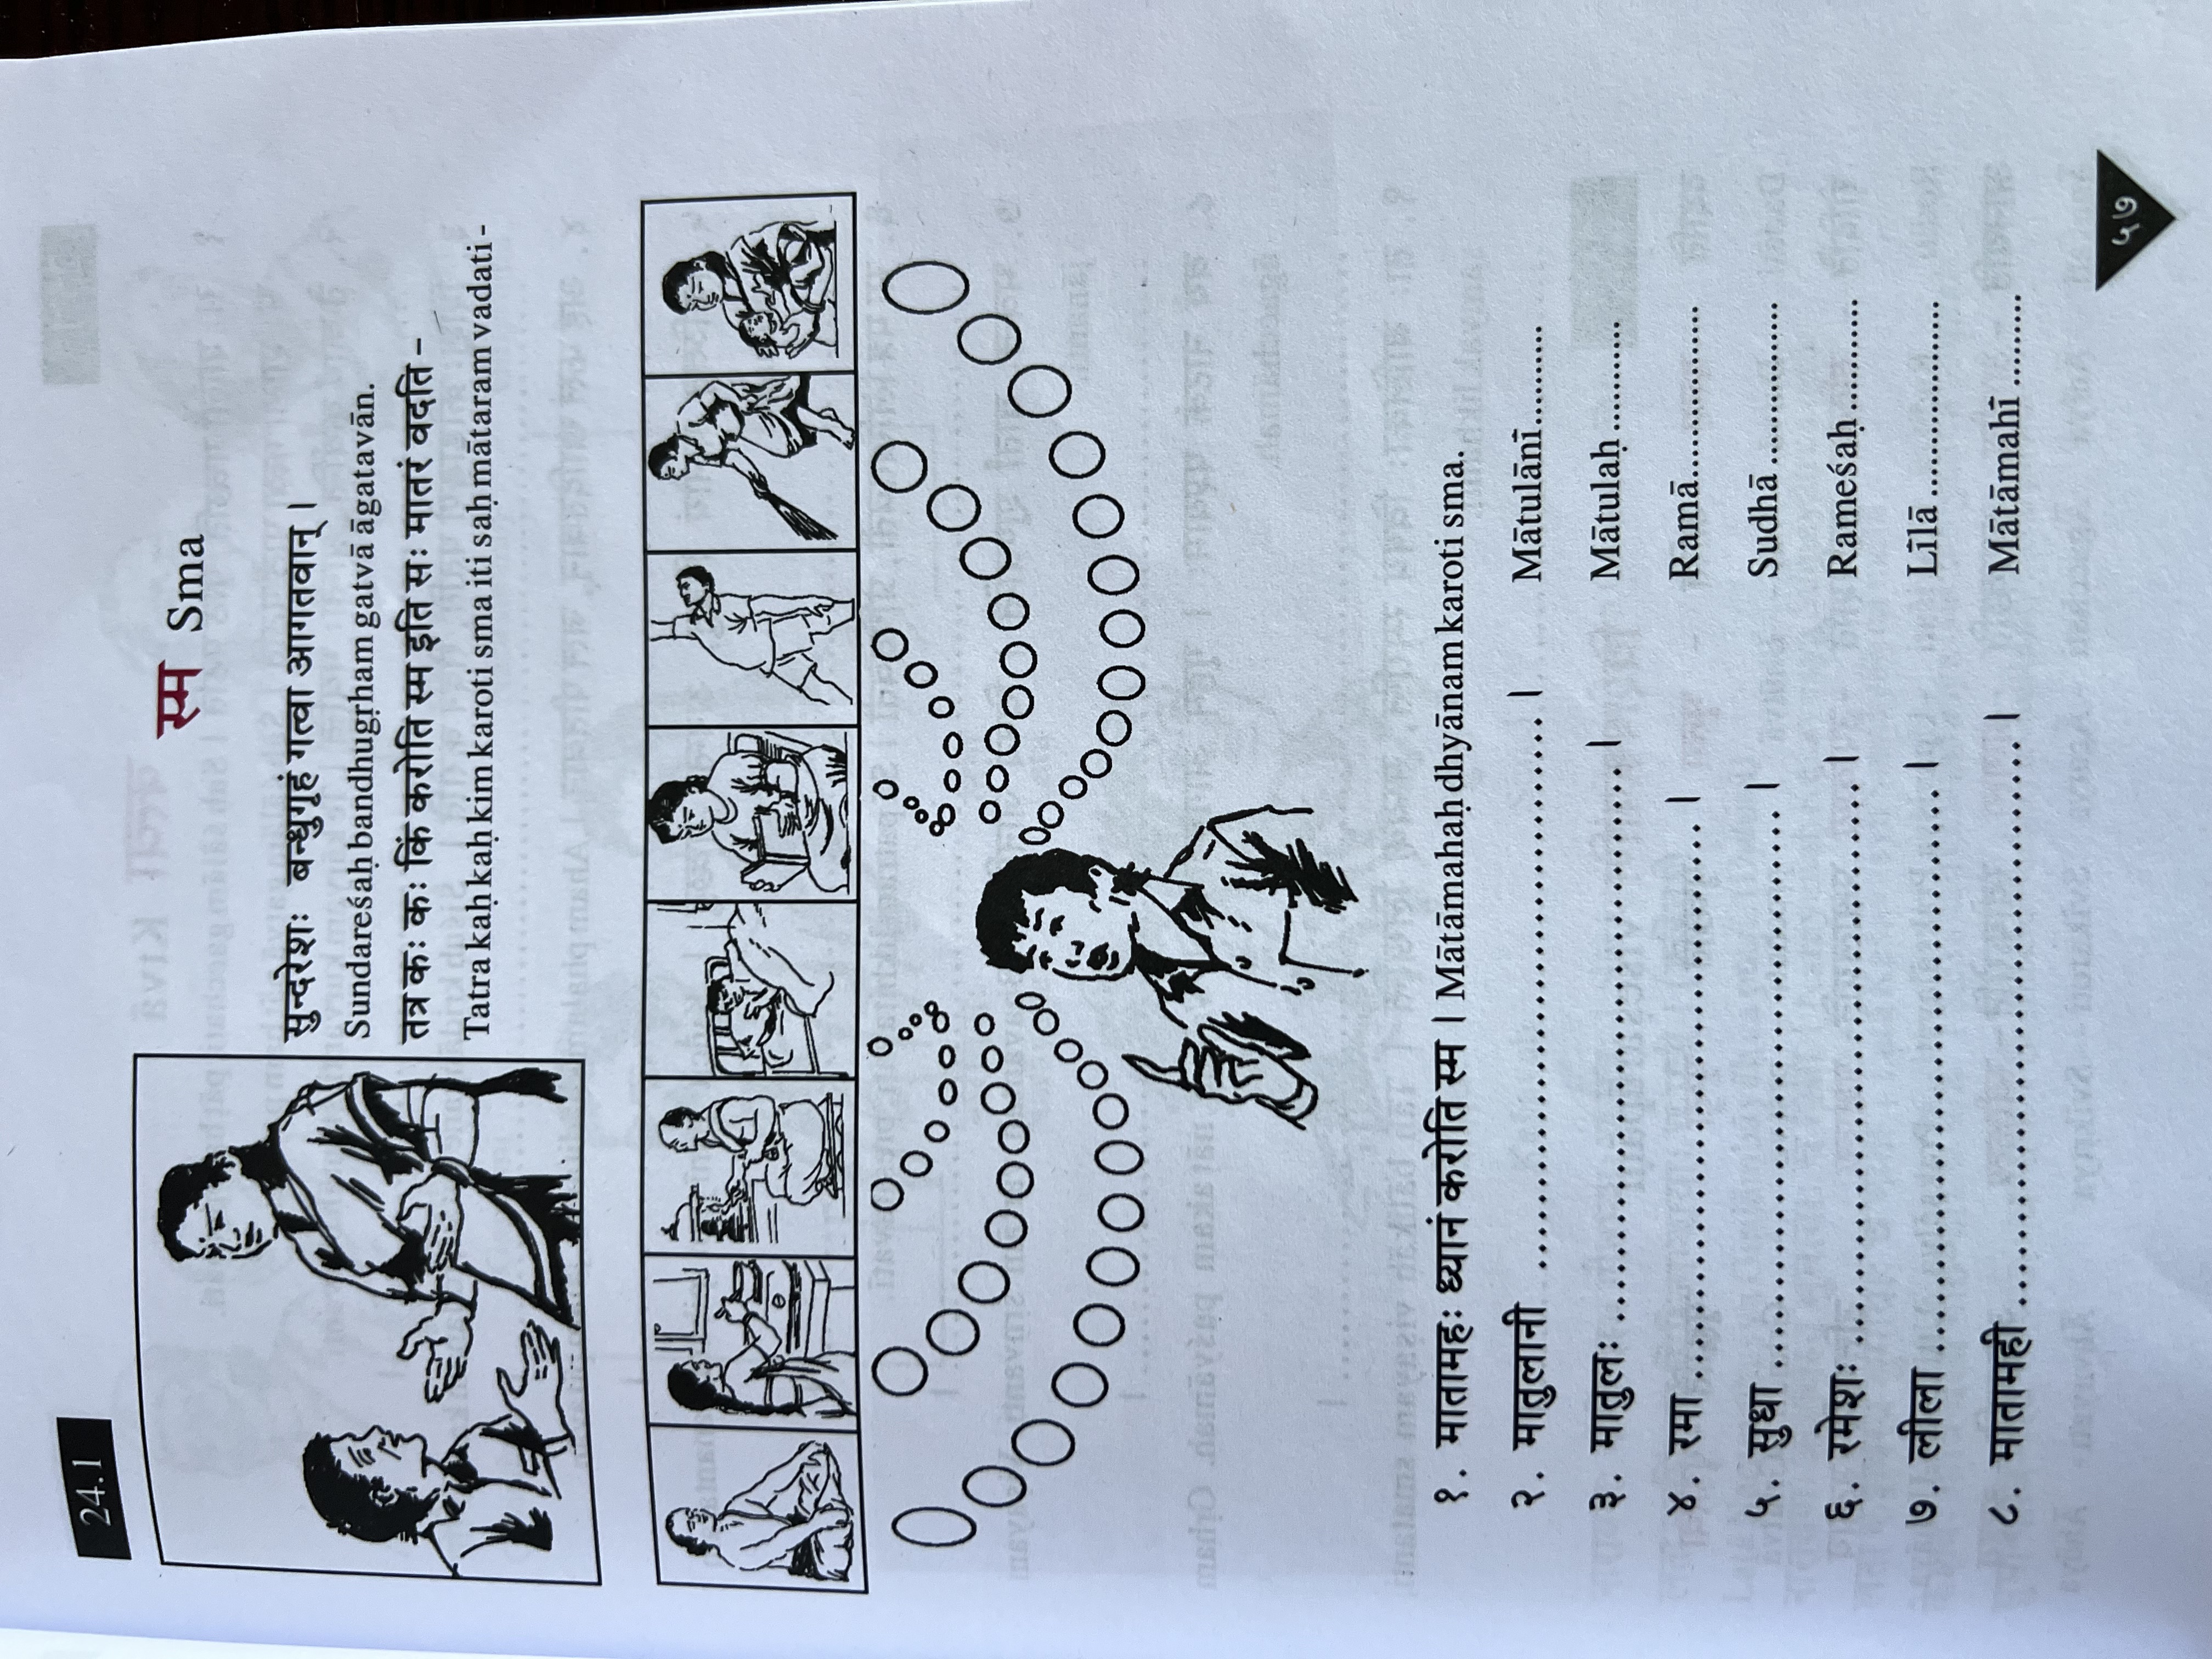 24.1
स्म Sma
सुन्दरेशः बन्धुगृहं गत्वा आगतवान् ।
Sundareśaḥ bandhugṛham gatvā āgatavān.
तत्र कः कः किं करोति स्म इति सः मातरं वदति –
Tatra kaḥ kaḥ kim karoti sma iti saḥ mātaram vadati -
१. मातामहः ध्यानं करोति स्म । Mātāmahaḥ dhyānam karoti sma.
२. मातुलानी .................................. । Mātulānī..........
३. मातुलः .................................. । Mātulaḥ ...........
४. रमा .................................. । Ramā.................
५. सुधा .................................. । Sudhā ................
६. रमेशः .................................. । Rameśaḥ ...........
७. लीला .................................. । Līlā ...................
८. मातामही .................................. । Mātāmahī .........
५७